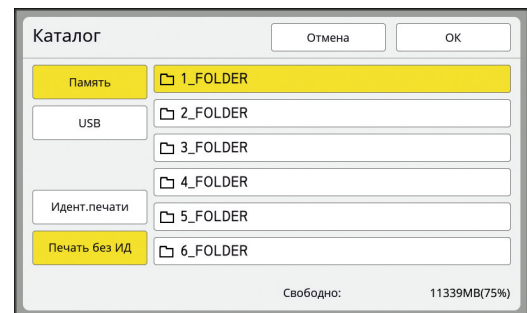 Каталог
Отмена
OK
Память
USB
Идент.печати
Печать без ИД
1_FOLDER
2_FOLDER
3_FOLDER
4_FOLDER
5_FOLDER
6_FOLDER
Свободно: 11339MB(75%)